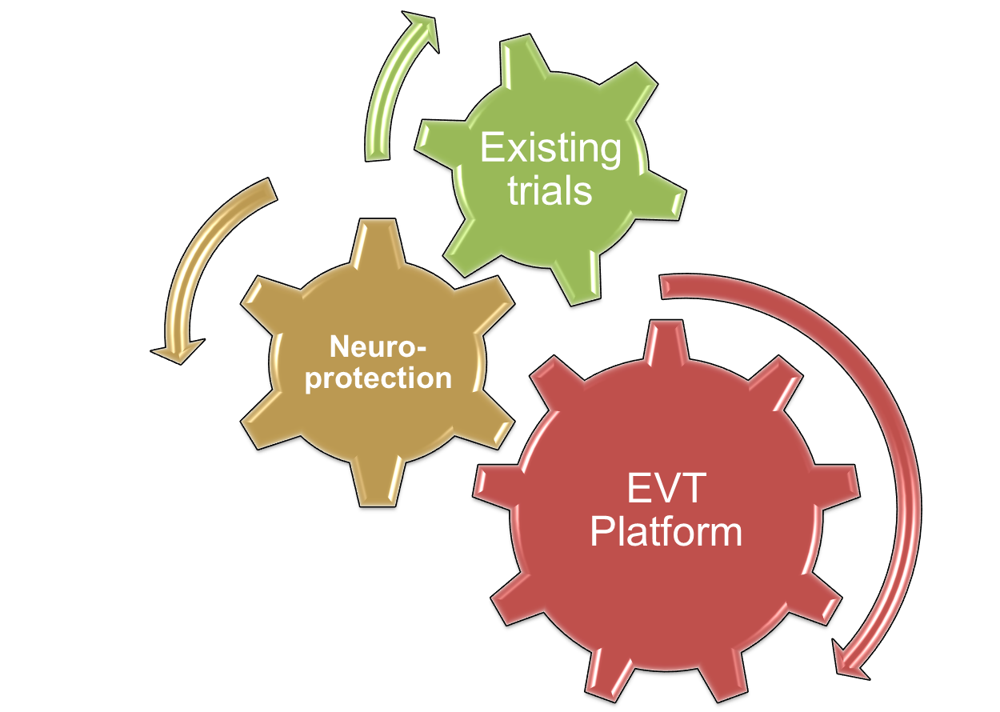 Existing
trials
Neuro-
protection
EVT
Platform